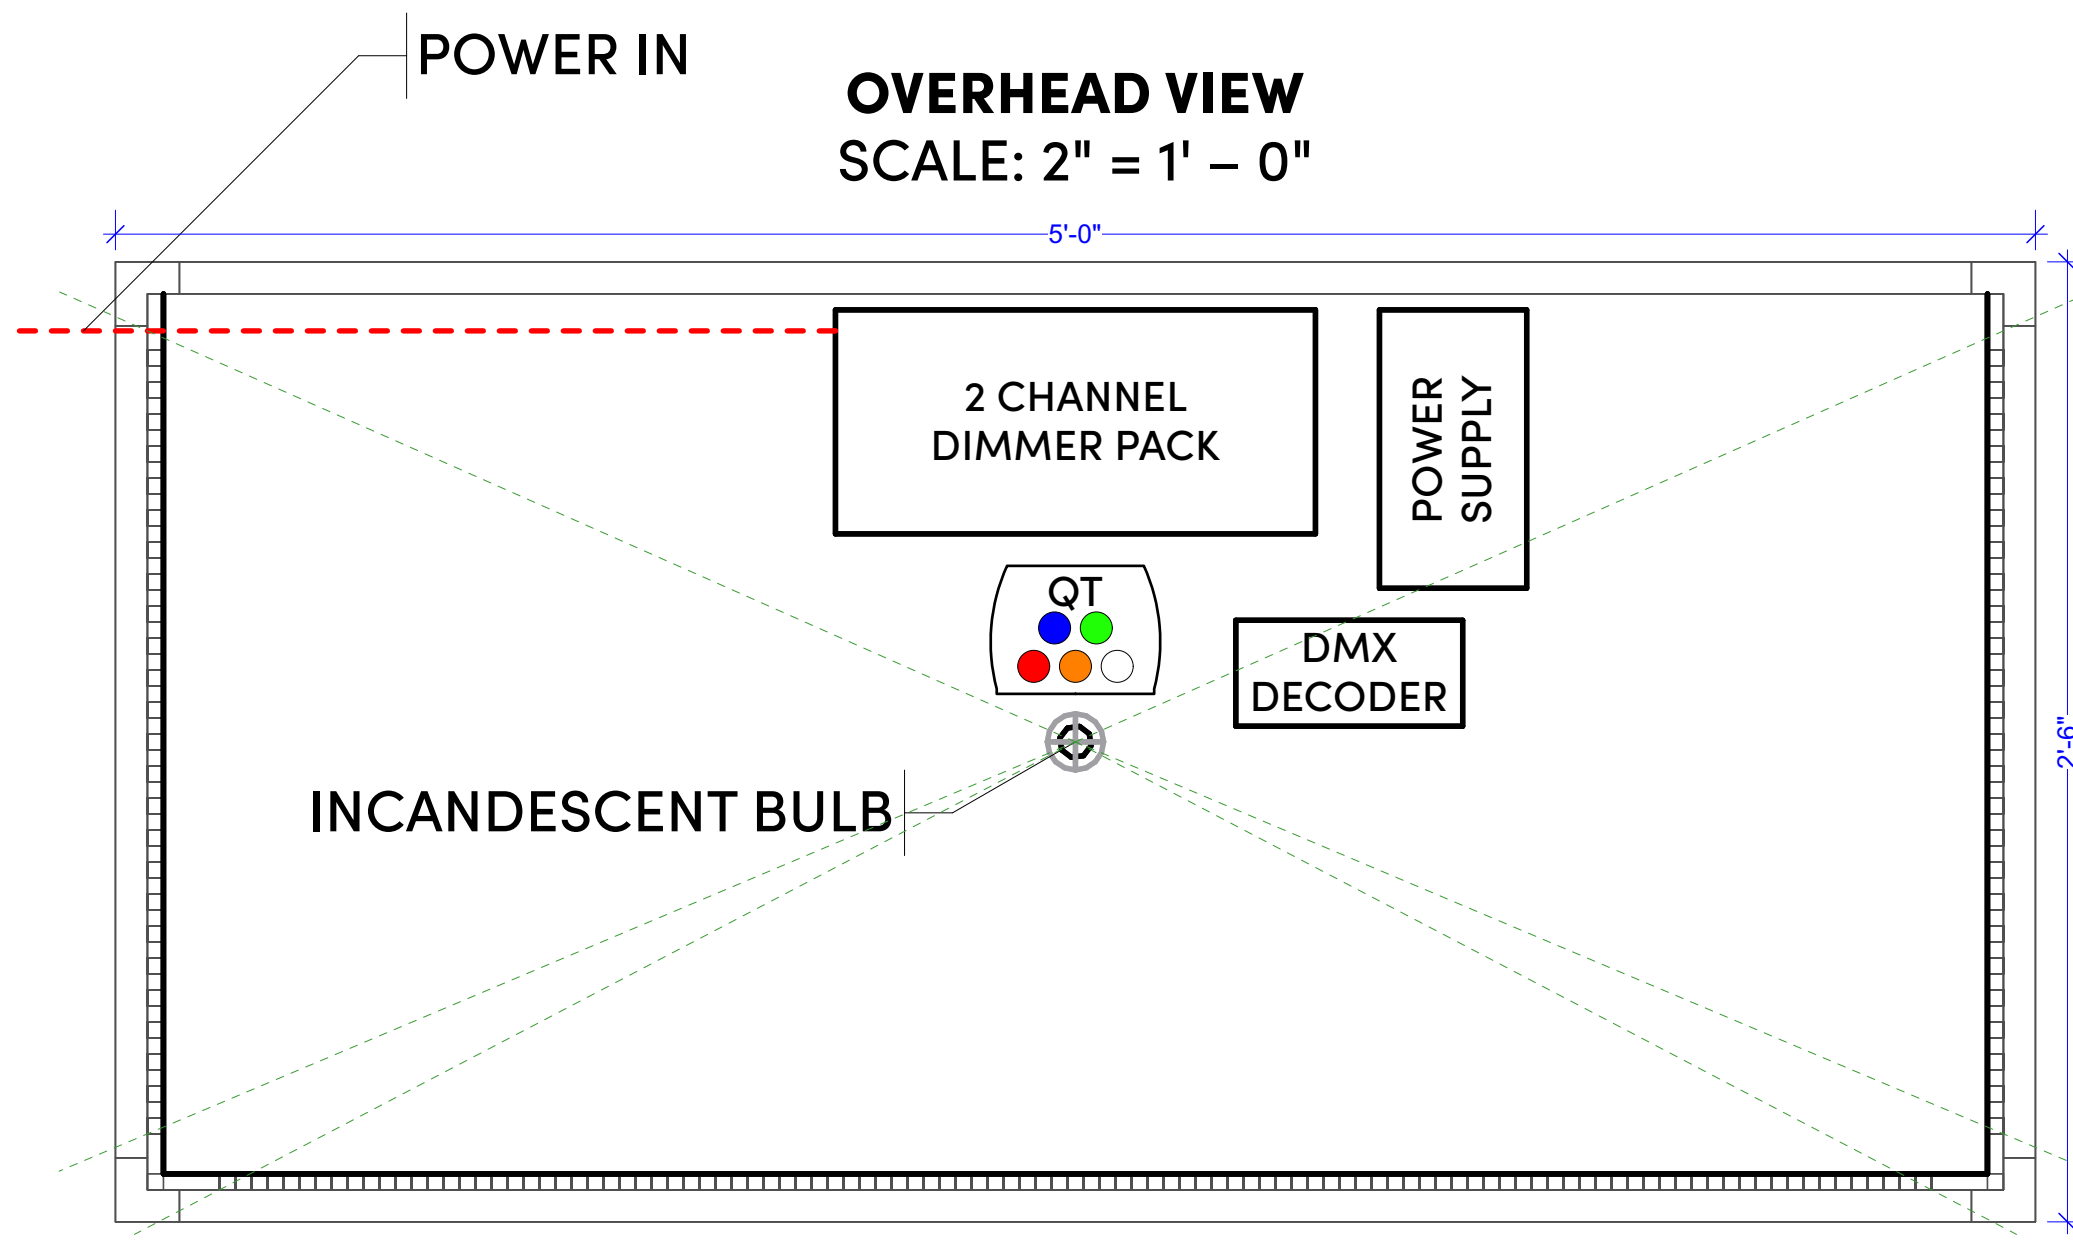 POWER IN
OVERHEAD VIEW
SCALE: 2" = 1' – 0"
5'-0"
2 CHANNEL
DIMMER PACK
POWER
SUPPLY
QT
DMX
DECODER
2'-6"
INCANDESCENT BULB